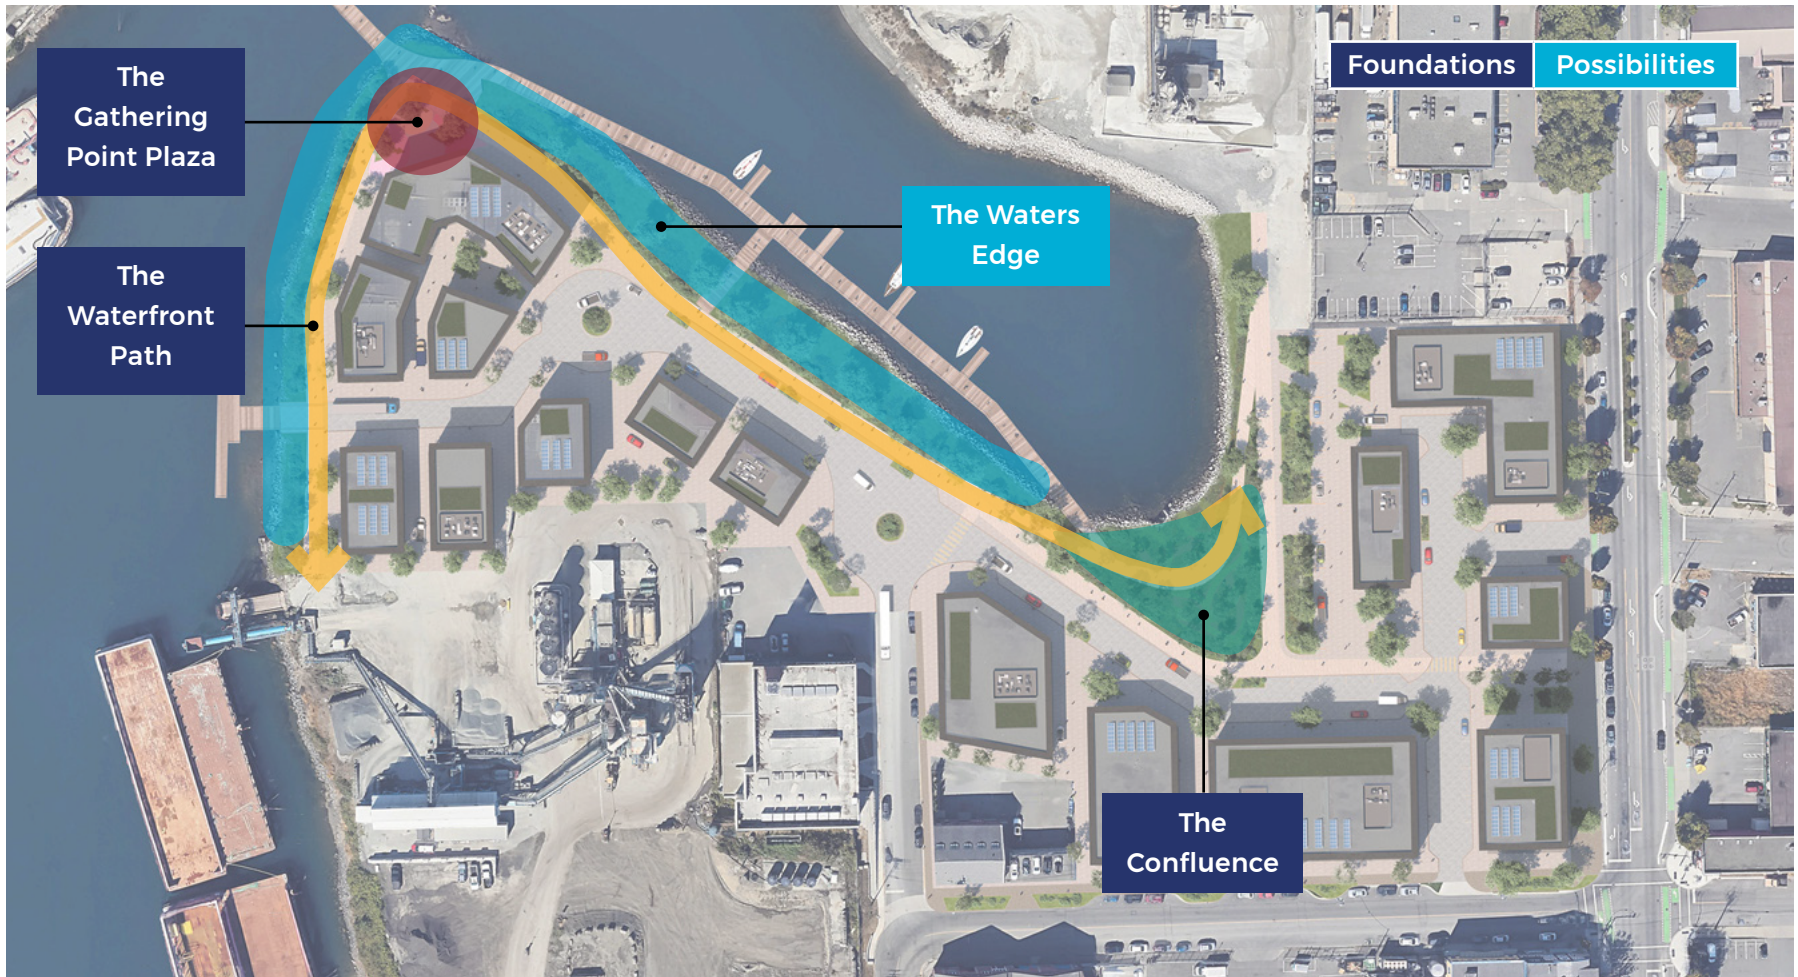 The
Gathering
Point Plaza
Foundations
Possibilities
The Waters
Edge
The
Waterfront
Path
The
Confluence